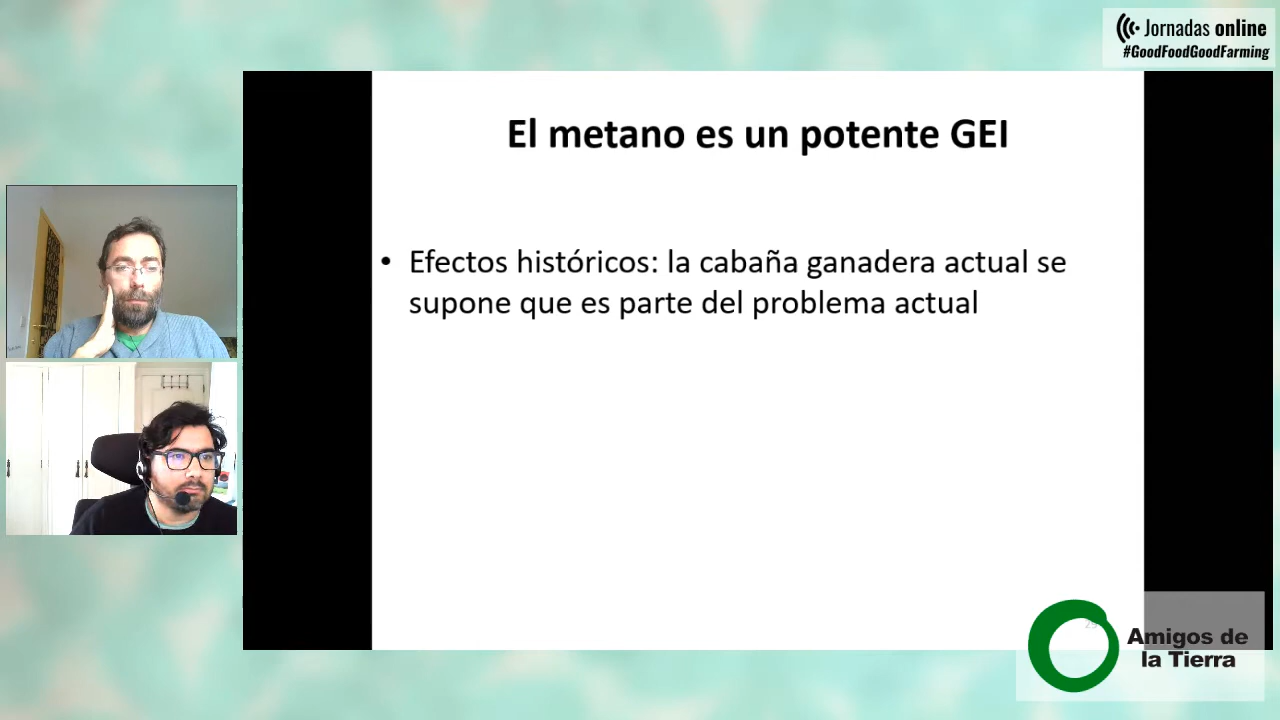 Jornadas online
#GoodFoodGoodFarming
El metano es un potente GEI
• Efectos históricos: la cabaña ganadera actual se
supone que es parte del problema actual
Amigos de
la Tierra